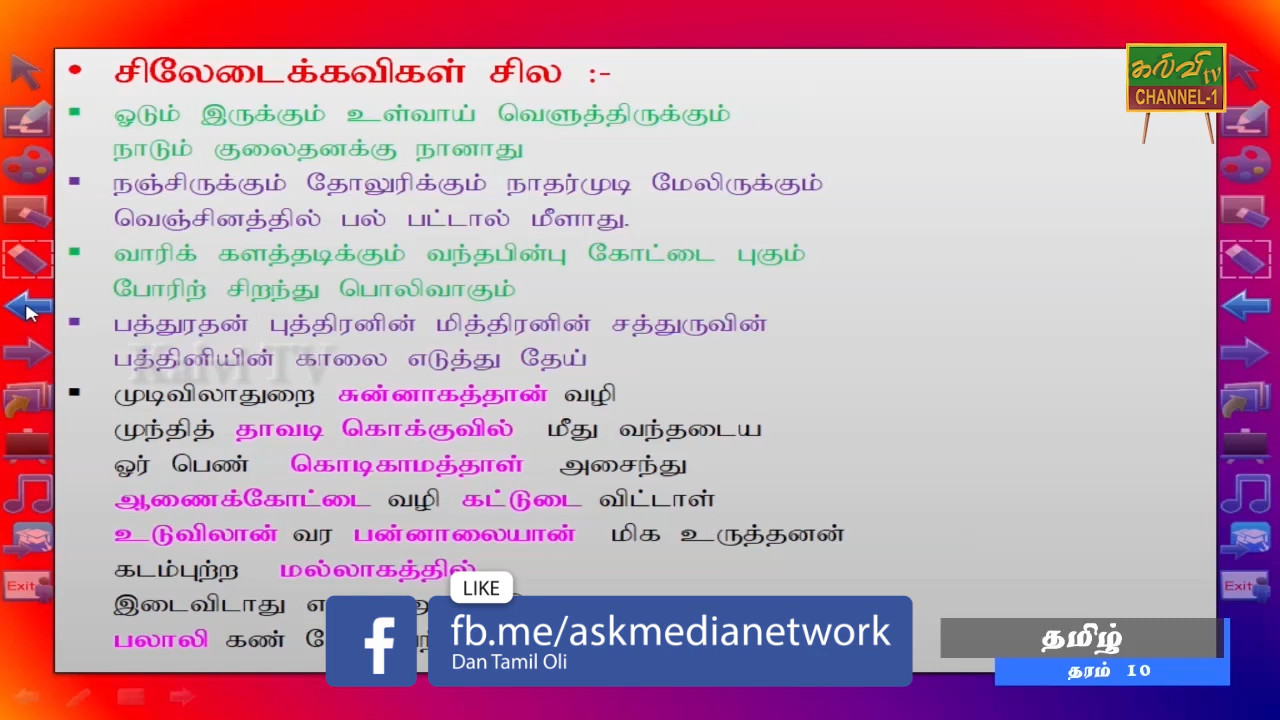 சிலேடைக்கவிகள் சில :-
ஓடும் இருக்கும் உள்வாய் வெளுத்திருக்கும்
நாடும் குலைதனக்கு நானாது
நஞ்சிருக்கும் தோலுரிக்கும் நாதர்முடி மேலிருக்கும்
வெஞ்சினத்தில் பல் பட்டால் மீளாது.
வாரிக் களத்தடிக்கும் வந்தபின்பு கோட்டை புகும்
போரிற் சிறந்து பொலிவாகும்
பத்துரதன் புத்திரனின் மித்திரனின் சத்துருவின்
பத்தினியின் காலை எடுத்து தேய்
முடிவிலாதுறை சுன்னாகத்தான் வழி
முந்தித் தாவடி கொக்குவில் மீது வந்தடைய
ஓர் பெண் கொடிகாமத்தாள் அசைந்து
ஆணைக்கோட்டை வழி கட்டுடை விட்டாள்
உடுவிலான் வர பன்னாலையான் மிக உருத்தனன்
கடம்புற்ற மல்லாகத்தில்
இடைவிடாது
பலாலி கண்
கல்வி tv
CHANNEL-1
Kalvi TV
Exit
Exit
LIKE
fb.me/askmedianetwork
Dan Tamil Oli
தமிழ்
தரம் 10